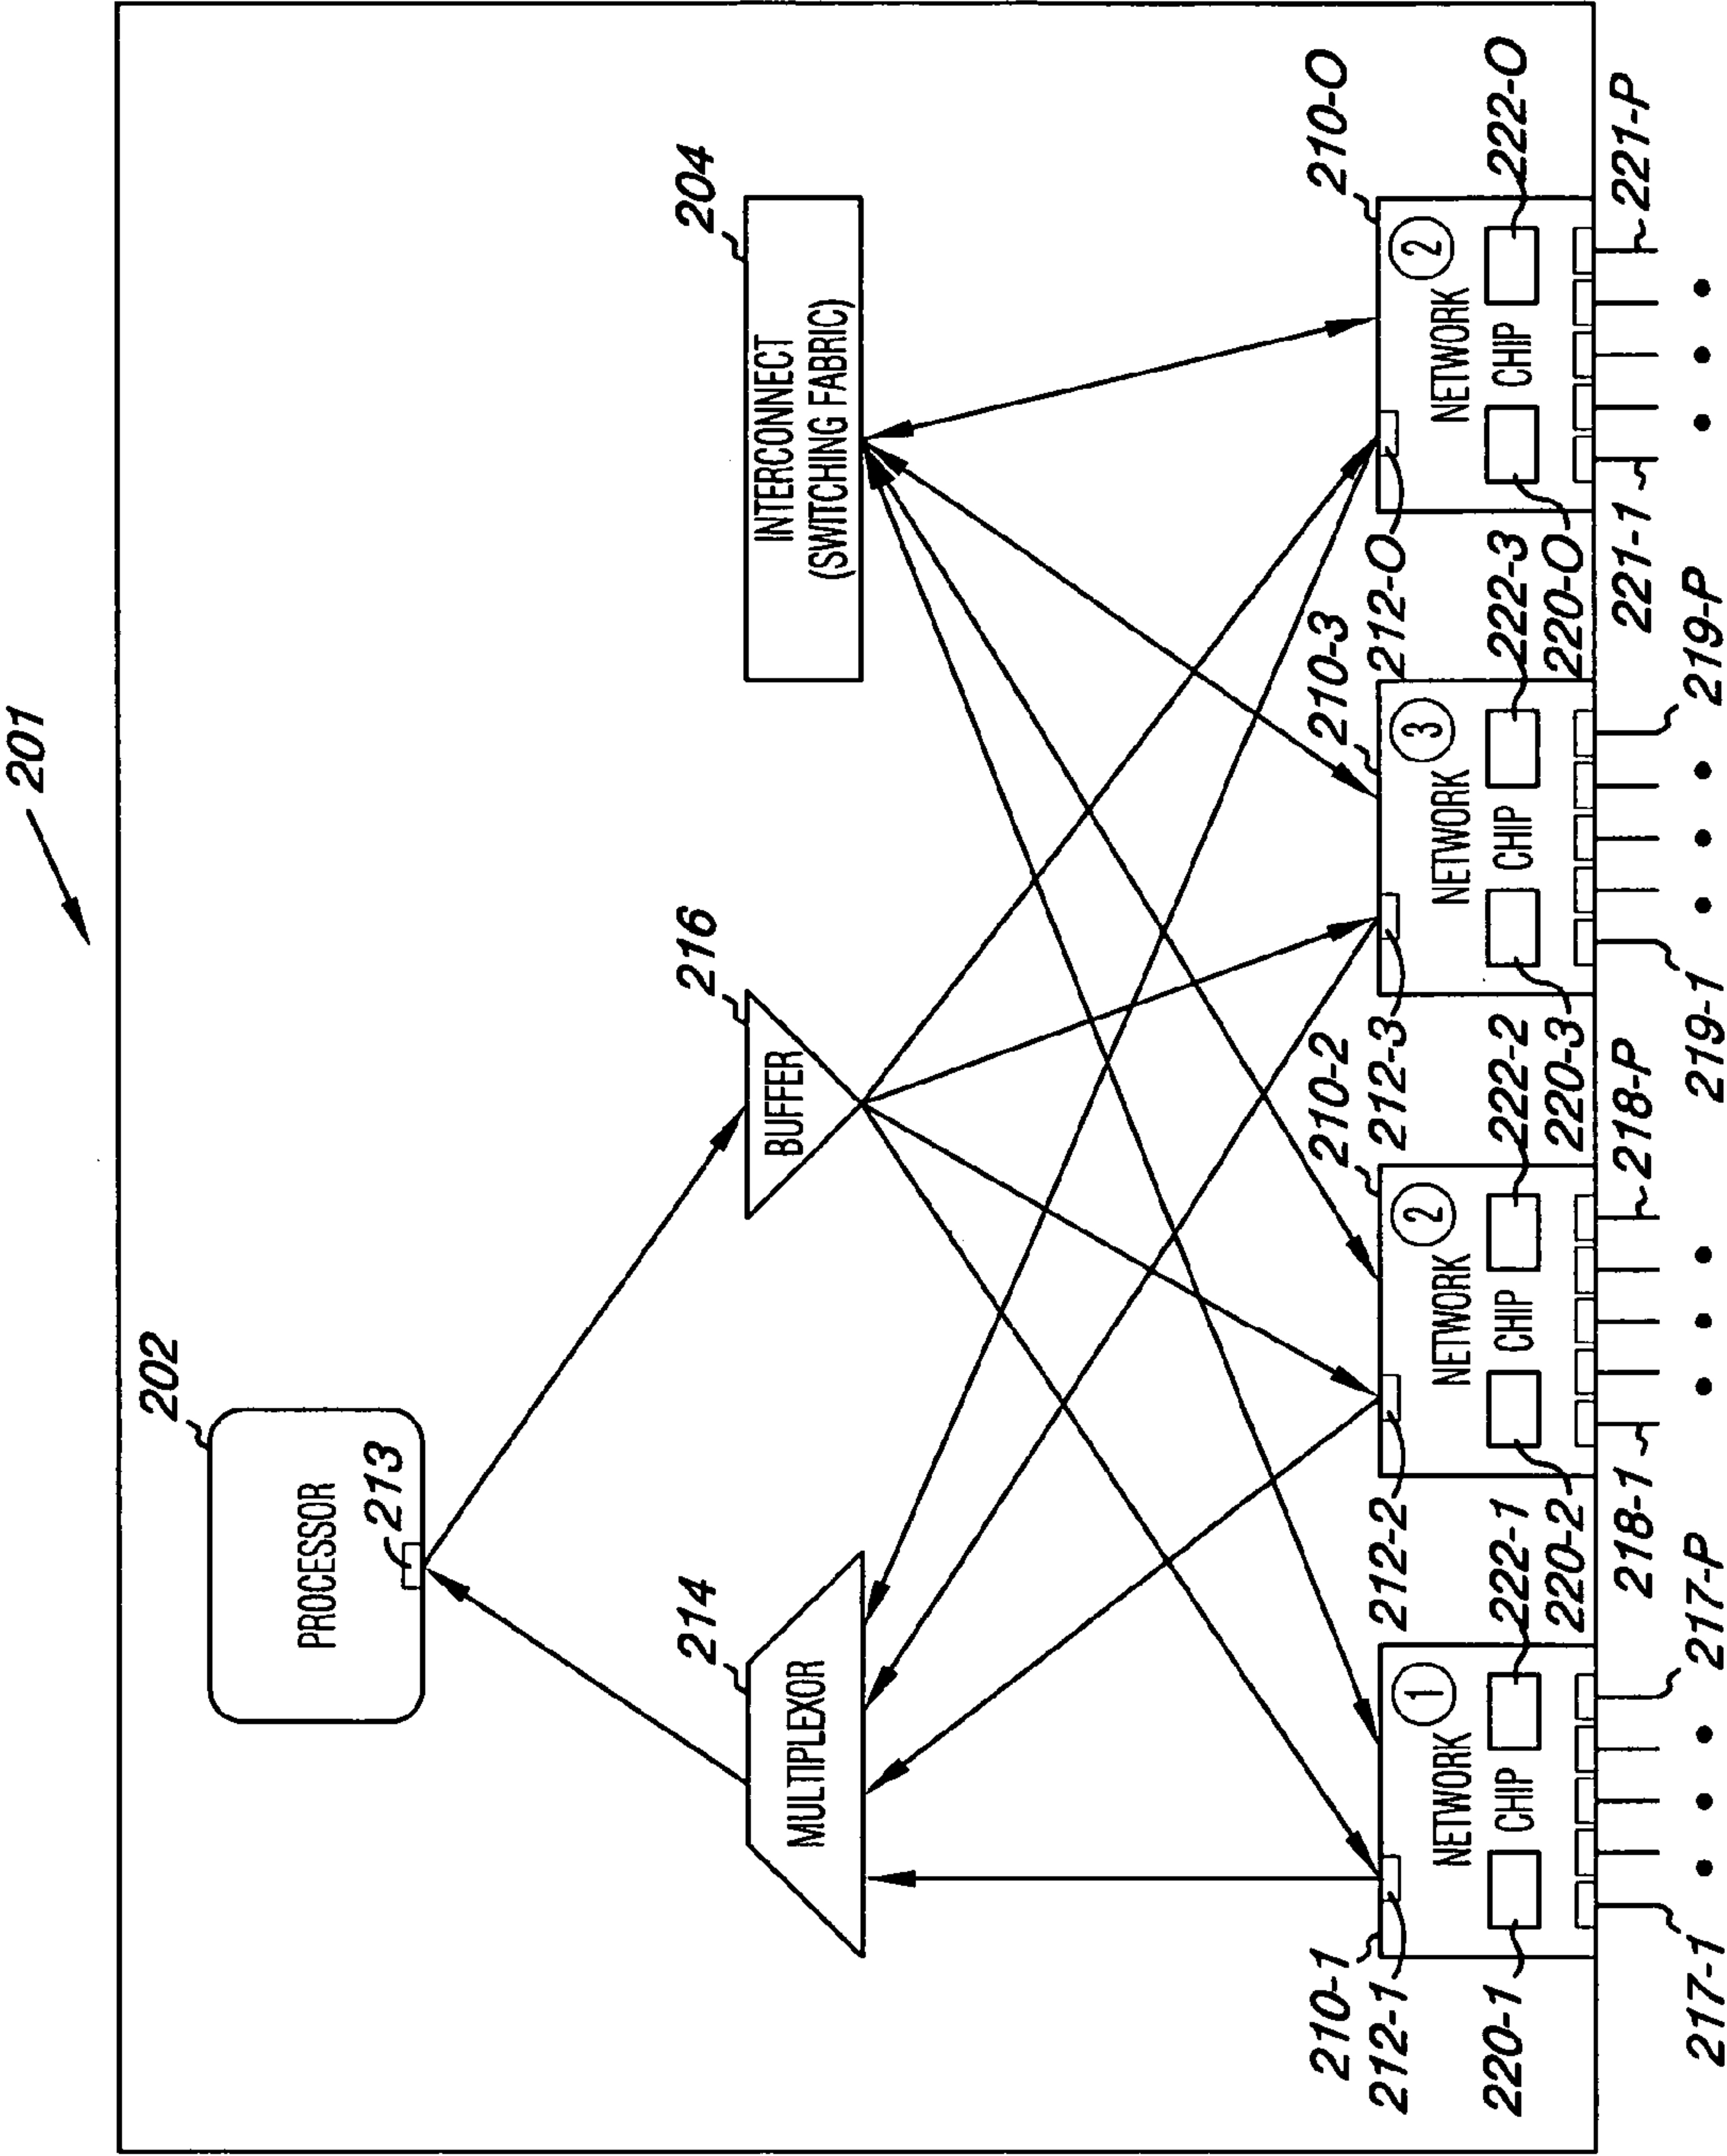 201
202
PROCESSOR
213
214
216
204
MULTIPLEXOR
BUFFER
INTERCONNECT
(SWITCHING FABRIC)
210-1
212-1
220-1
1
NETWORK
CHIP
222-1
210-2
212-2
220-2
2
NETWORK
CHIP
222-2
210-3
212-3
220-3
3
NETWORK
CHIP
222-3
210-O
212-O
220-O
2
NETWORK
CHIP
222-O
217-1
217-P
218-1
218-P
219-1
219-P
221-1
221-P